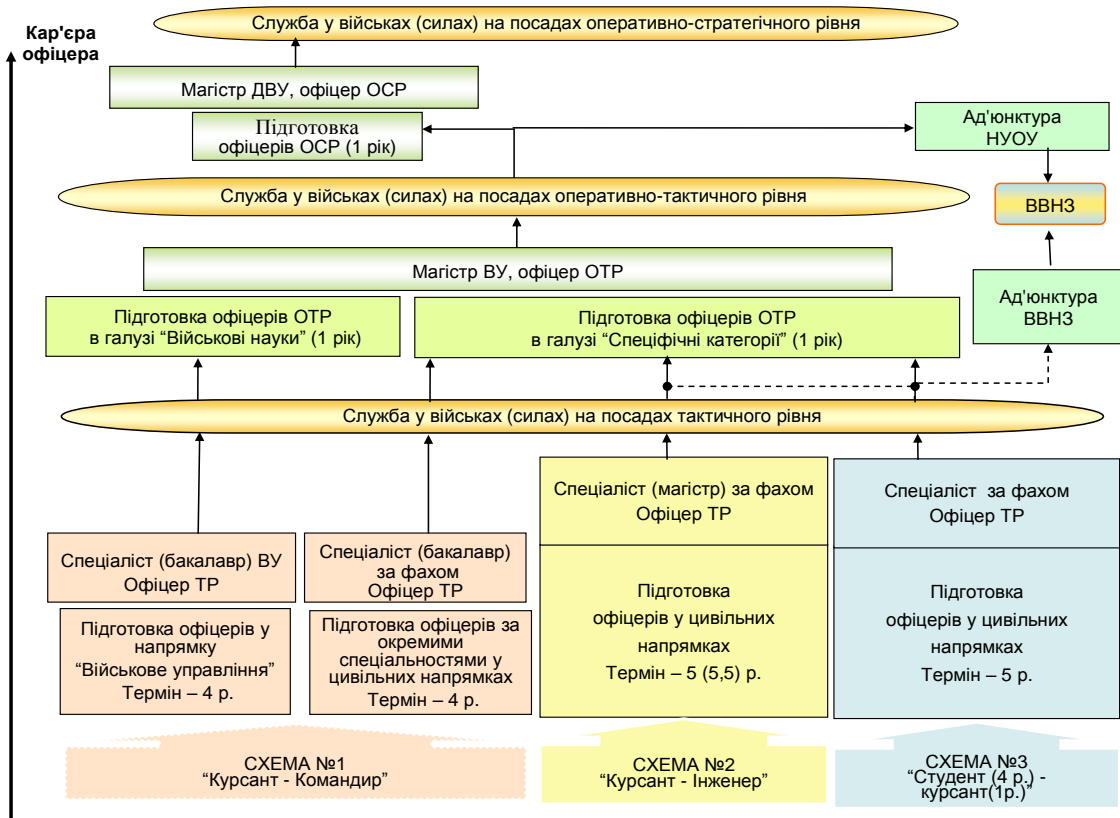 Служба у військах (силах) на посадах оперативно-стратегічного рівня
Кар'єра
офіцера
Магістр ДВУ, офіцер ОСР
Підготовка
офіцерів ОСР (1 рік)
Ад'юнктура
НУОУ
Служба у військах (силах) на посадах оперативно-тактичного рівня
ВВНЗ
Магістр ВУ, офіцер ОТР
Ад'юнктура
ВВНЗ
Підготовка офіцерів ОТР
в галузі “Військові науки” (1 рік)
Підготовка офіцерів ОТР
в галузі “Спеціфічні категорії” (1 рік)
Служба у військах (силах) на посадах тактичного рівня
Спеціаліст (бакалавр) ВУ
Офіцер ТР
Спеціаліст (бакалавр)
за фахом
Офіцер ТР
Спеціаліст (магістр) за фахом
Офіцер ТР
Спеціаліст за фахом
Офіцер ТР
Підготовка офіцерів у
напрямку
“Військове управління”
Термін – 4 р.
Підготовка офіцерів за
окремими
спеціальностями у
цивільних напрямках
Термін – 4 р.
Підготовка
офіцерів у цивільних
напрямках
Термін – 5 (5,5) р.
Підготовка
офіцерів у цивільних
напрямках
Термін – 5 р.
СХЕМА №1
“Курсант - Командир”
СХЕМА №2
“Курсант - Інженер”
СХЕМА №3
“Студент (4 р.) -
курсант(1р.)”